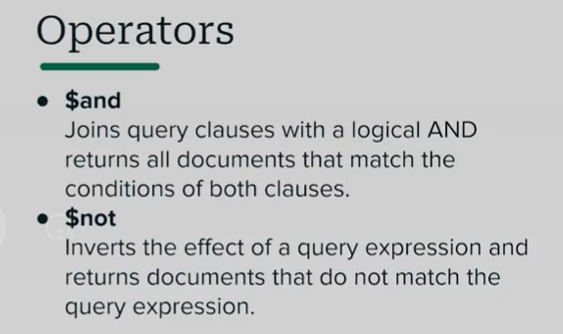 Operators
• $and
Joins query clauses with a logical AND
returns all documents that match the
conditions of both clauses.
• $not
Inverts the effect of a query expression and
returns documents that do not match the
query expression.